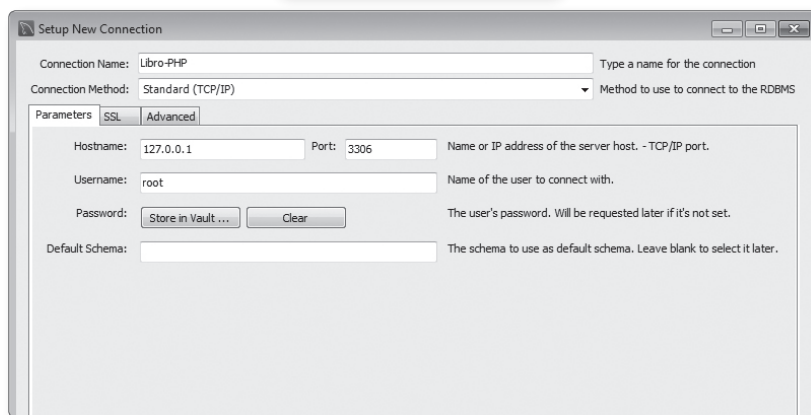 Setup New Connection
Connection Name: Libro-PHP Type a name for the connection
Connection Method: Standard (TCP/IP) Method to use to connect to the RDBMS
Parameters SSL Advanced
Hostname: 127.0.0.1 Port: 3306 Name or IP address of the server host. - TCP/IP port.
Username: root Name of the user to connect with.
Password: Store in Vault ... Clear The user's password. Will be requested later if it's not set.
Default Schema: The schema to use as default schema. Leave blank to select it later.